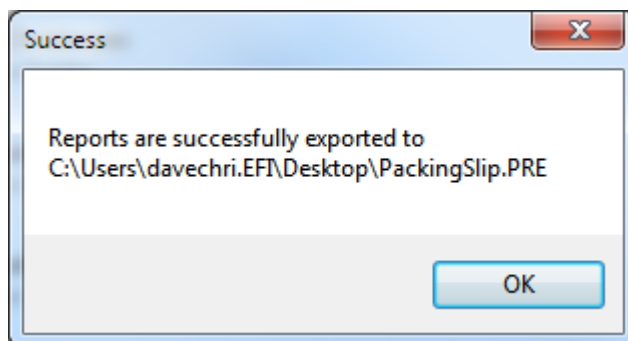 Success
Reports are successfully exported to
C:\Users\davechri.EFI\Desktop\PackingSlip.PRE
OK